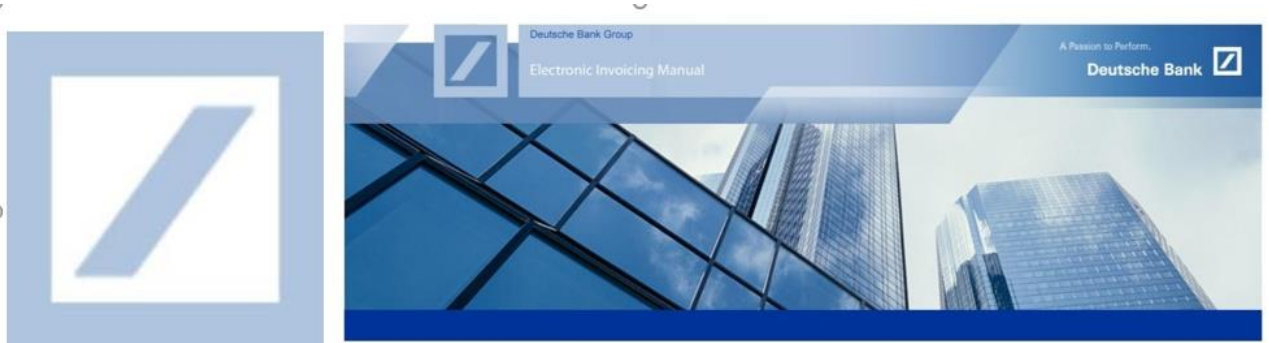 Deutsche Bank Group
Electronic Invoicing Manual
A Passion to Perform.
Deutsche Bank